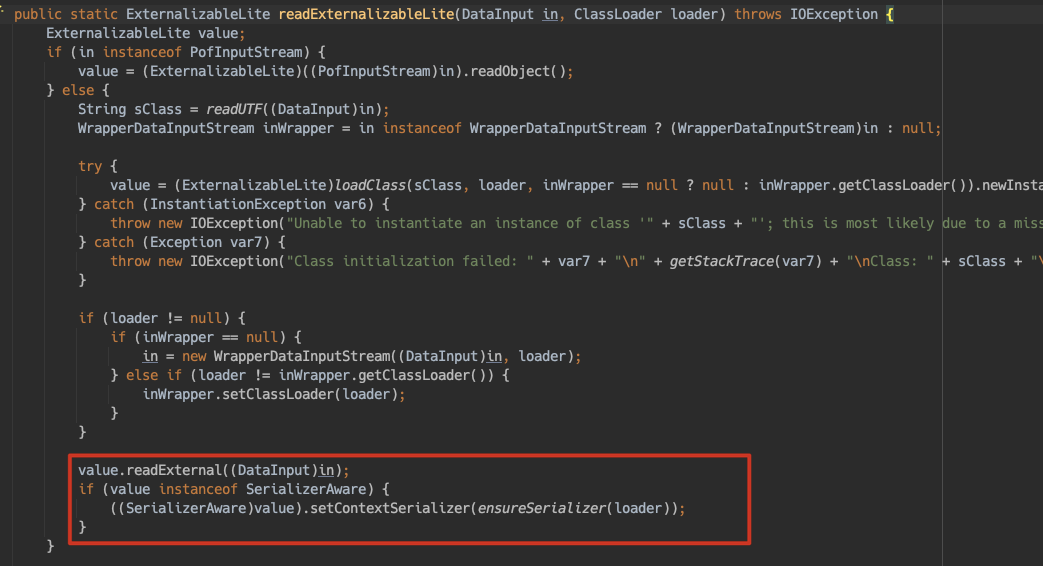 public static ExternalizableLite readExternalizableLite(DataInput in, ClassLoader loader) throws IOException {
ExternalizableLite value;
if (in instanceof PofInputStream) {
value = (ExternalizableLite)((PofInputStream)in).readObject();
} else {
String sClass = readUTF((DataInput)in);
WrapperDataInputStream inWrapper = in instanceof WrapperDataInputStream ? (WrapperDataInputStream)in : null;
try {
value = (ExternalizableLite)loadClass(sClass, loader, inWrapper == null ? null : inWrapper.getClassLoader()).newInsta
} catch (InstantiationException var6) {
throw new IOException("Unable to instantiate an instance of class '" + sClass + "'; this is most likely due to a miss
} catch (Exception var7) {
throw new IOException("Class initialization failed: " + var7 + "\n" + getStackTrace(var7) + "\nClass: " + sClass + "\
}
if (loader != null) {
if (inWrapper == null) {
in = new WrapperDataInputStream((DataInput)in, loader);
} else if (loader != inWrapper.getClassLoader()) {
inWrapper.setClassLoader(loader);
}
}
value.readExternal((DataInput)in);
if (value instanceof SerializerAware) {
((SerializerAware)value).setContextSerializer(ensureSerializer(loader));
}
}